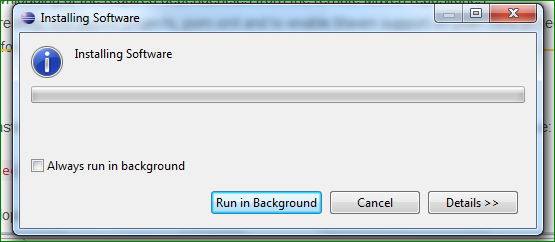 Installing Software
Installing Software
Always run in background
Run in Background
Cancel
Details >>